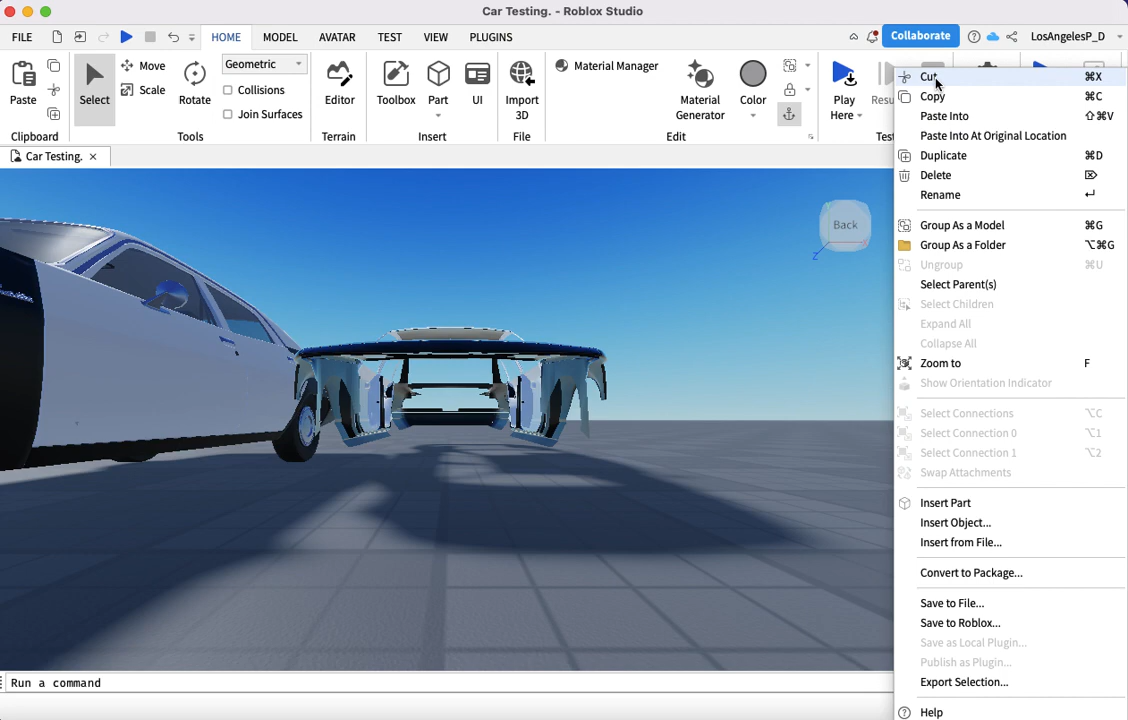 Car Testing. - Roblox Studio
FILE
HOME
MODEL
AVATAR
TEST
VIEW
PLUGINS
Collaborate
LosAngelesP_D
Paste
Select
Move
Scale
Rotate
Geometric
Collisions
Join Surfaces
Editor
Toolbox
Part
UI
Import
3D
Material Manager
Material
Generator
Color
Play
Here
Clipboard
Tools
Terrain
Insert
File
Edit
Car Testing.
Back
Cut ⌘X
Copy ⌘C
Paste Into ⇧⌘V
Paste Into At Original Location
Duplicate ⌘D
Delete ⌦
Rename ↵
Group As a Model ⌘G
Group As a Folder ⌥⌘G
Ungroup ⌘U
Select Parent(s)
Select Children
Expand All
Collapse All
Zoom to F
Show Orientation Indicator
Select Connections ⌥C
Select Connection 0 ⌥1
Select Connection 1 ⌥2
Swap Attachments
Insert Part
Insert Object...
Insert from File...
Convert to Package...
Save to File...
Save to Roblox...
Save as Local Plugin...
Publish as Plugin...
Export Selection...
Help
Run a command